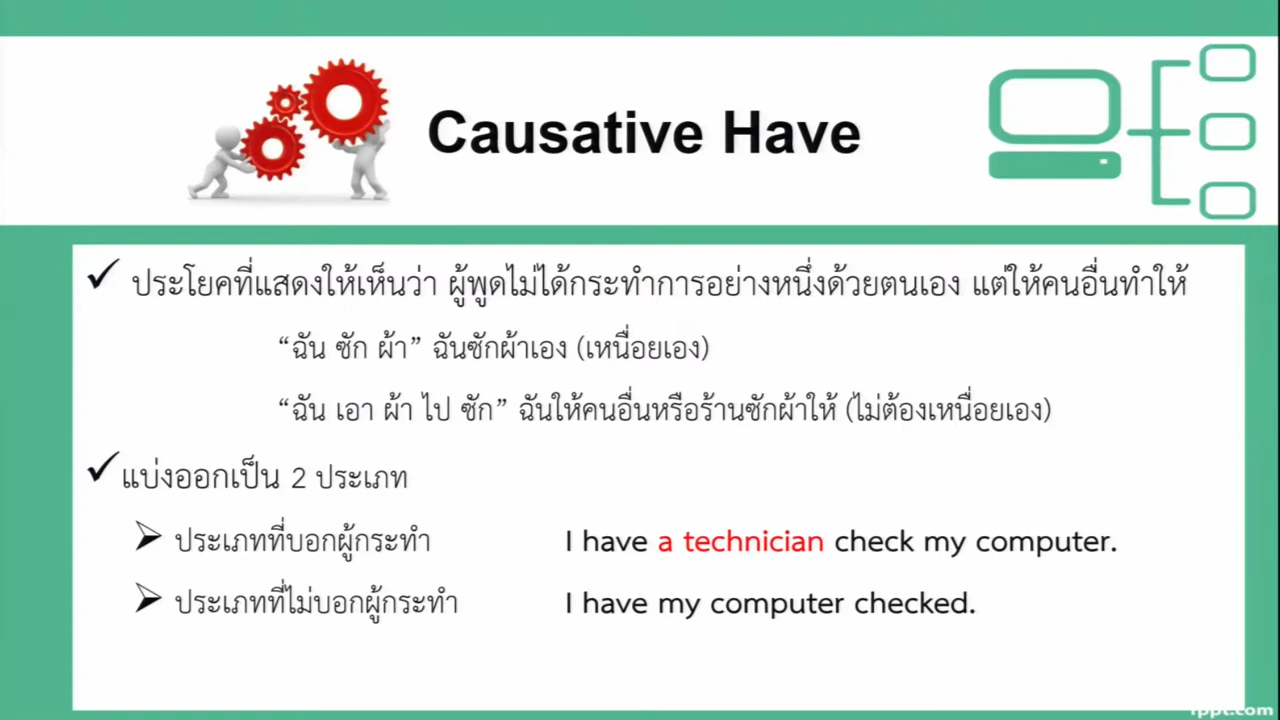 Causative Have
ประโยคที่แสดงให้เห็นว่า ผู้พูดไม่ได้กระทำการอย่างหนึ่งด้วยตนเอง แต่ให้คนอื่นทำให้
“ฉัน ซัก ผ้า” ฉันซักผ้าเอง (เหนื่อยเอง)
“ฉัน เอา ผ้า ไป ซัก” ฉันให้คนอื่นหรือร้านซักผ้าให้ (ไม่ต้องเหนื่อยเอง)
แบ่งออกเป็น 2 ประเภท
ประเภทที่บอกผู้กระทำ I have a technician check my computer.
ประเภทที่ไม่บอกผู้กระทำ I have my computer checked.
fppt.com